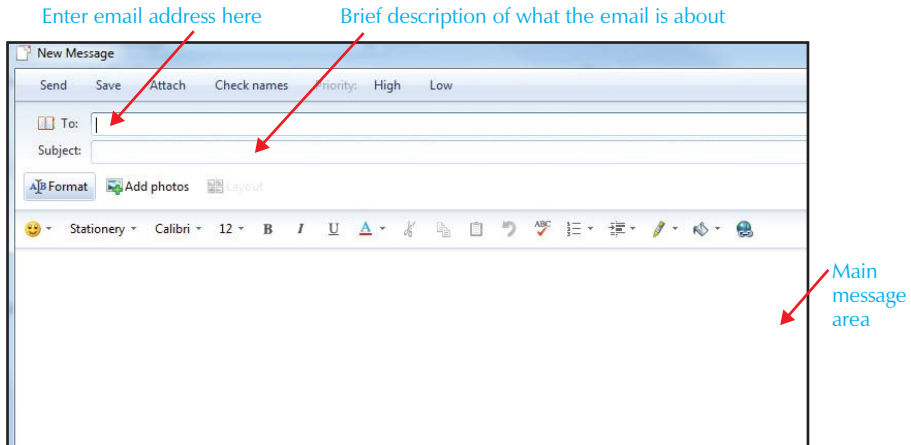 Enter email address here Brief description of what the email is about
New Message
Send Save Attach Check names Priority: High Low
To:
Subject:
A|B Format Add photos Layout
Stationery Calibri 12 B I U A ABC
Main
message
area